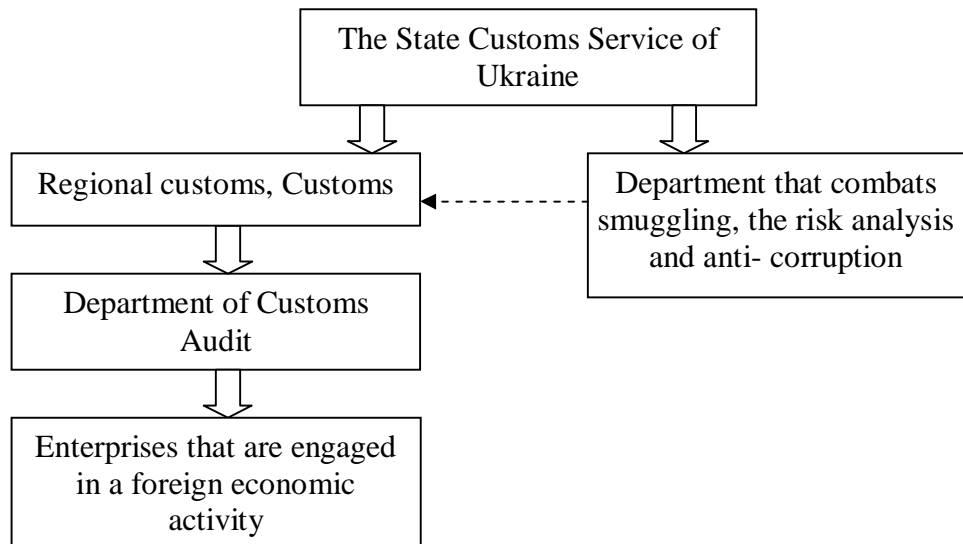 The State Customs Service of
Ukraine
Regional customs, Customs
Department that combats
smuggling, the risk analysis
and anti- corruption
Department of Customs
Audit
Enterprises that are engaged
in a foreign economic
activity